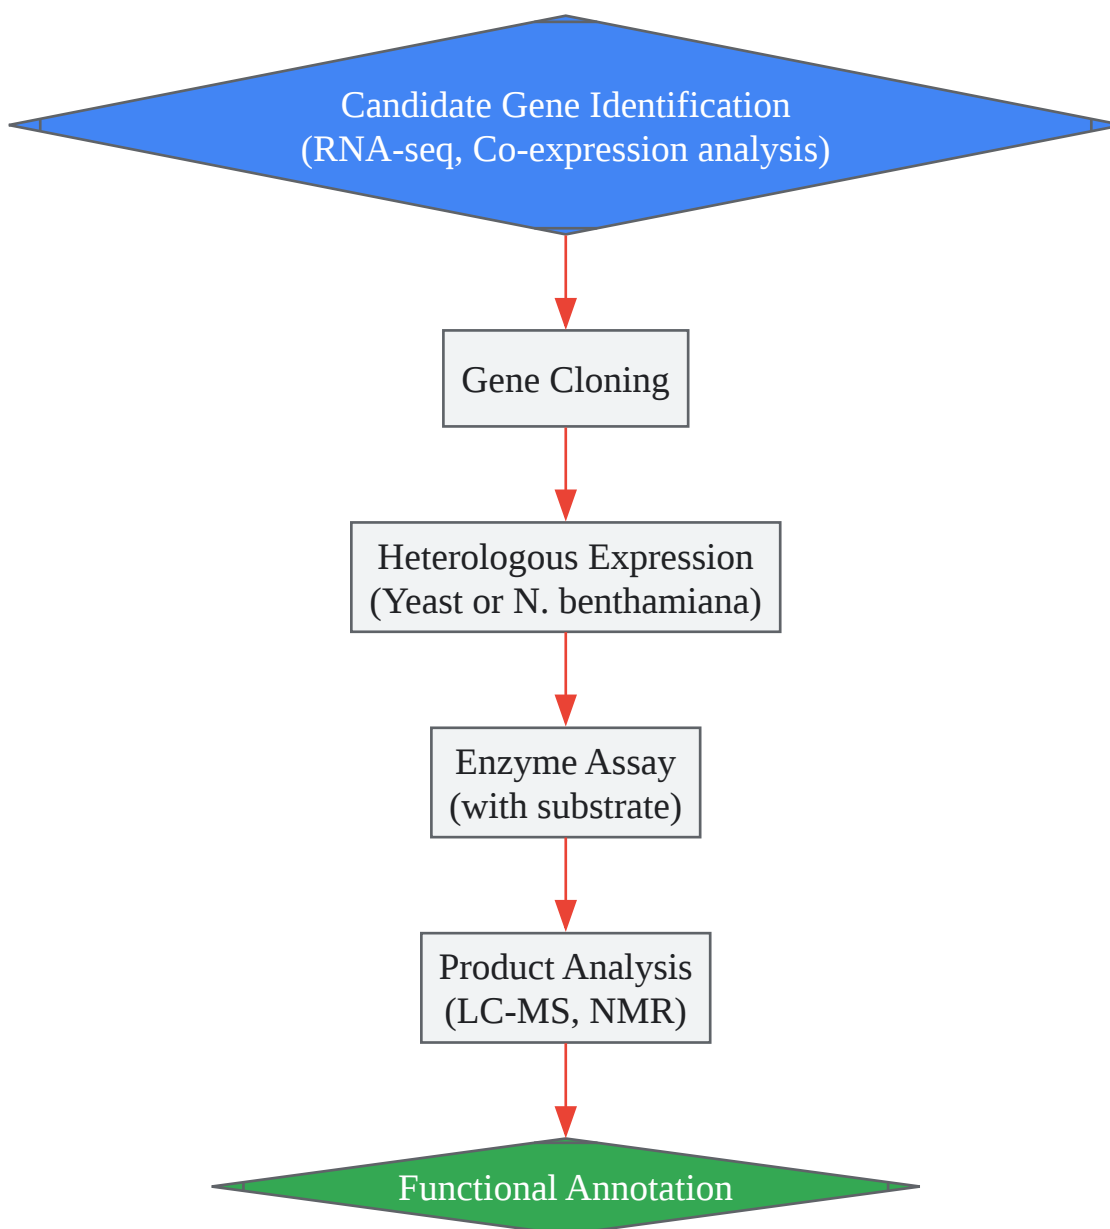 Candidate Gene Identification
(RNA-seq, Co-expression analysis)
Gene Cloning
Heterologous Expression
(Yeast or N. benthamiana)
Enzyme Assay
(with substrate)
Product Analysis
(LC-MS, NMR)
Functional Annotation